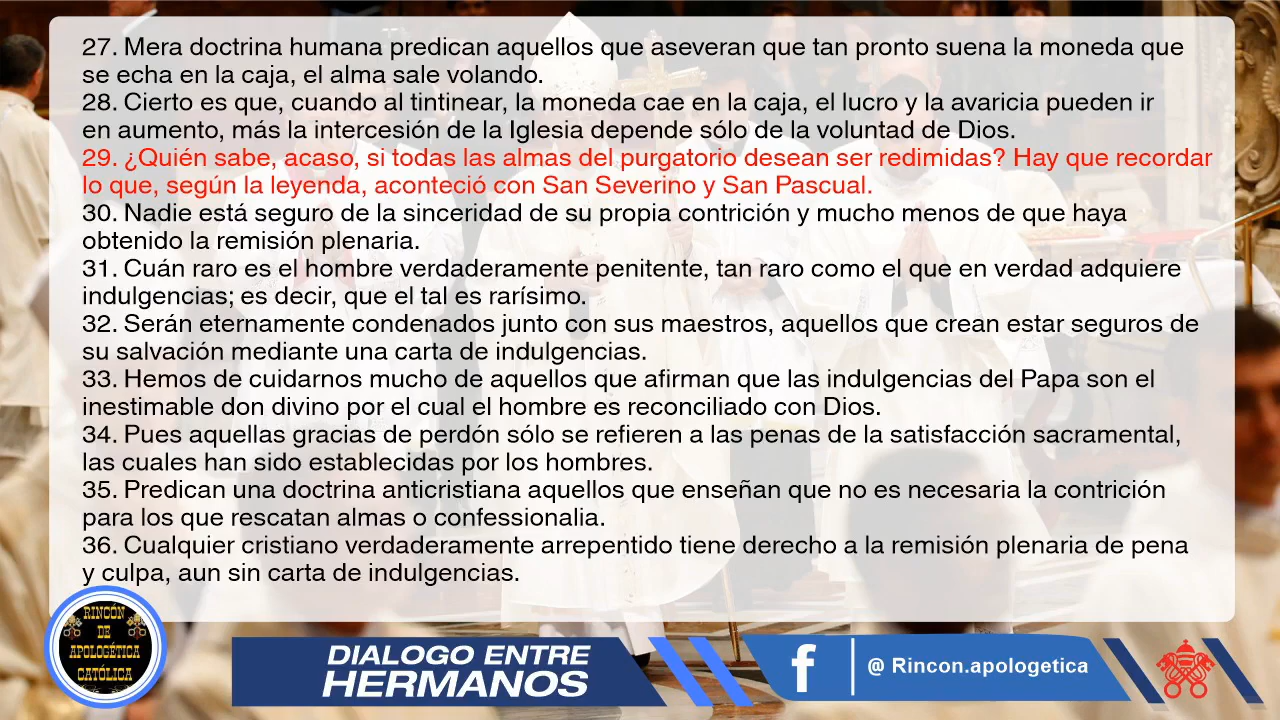 27. Mera doctrina humana predican aquellos que aseveran que tan pronto suena la moneda que
se echa en la caja, el alma sale volando.
28. Cierto es que, cuando al tintinear, la moneda cae en la caja, el lucro y la avaricia pueden ir
en aumento, más la intercesión de la Iglesia depende sólo de la voluntad de Dios.
29. ¿Quién sabe, acaso, si todas las almas del purgatorio desean ser redimidas? Hay que recordar
lo que, según la leyenda, aconteció con San Severino y San Pascual.
30. Nadie está seguro de la sinceridad de su propia contrición y mucho menos de que haya
obtenido la remisión plenaria.
31. Cuán raro es el hombre verdaderamente penitente, tan raro como el que en verdad adquiere
indulgencias; es decir, que el tal es rarísimo.
32. Serán eternamente condenados junto con sus maestros, aquellos que crean estar seguros de
su salvación mediante una carta de indulgencias.
33. Hemos de cuidarnos mucho de aquellos que afirman que las indulgencias del Papa son el
inestimable don divino por el cual el hombre es reconciliado con Dios.
34. Pues aquellas gracias de perdón sólo se refieren a las penas de la satisfacción sacramental,
las cuales han sido establecidas por los hombres.
35. Predican una doctrina anticristiana aquellos que enseñan que no es necesaria la contrición
para los que rescatan almas o confessionalia.
36. Cualquier cristiano verdaderamente arrepentido tiene derecho a la remisión plenaria de pena
y culpa, aun sin carta de indulgencias.
RINCÓN
DE
APOLOGÉTICA
CATÓLICA
DIALOGO ENTRE
HERMANOS
f
@ Rincon.apologetica